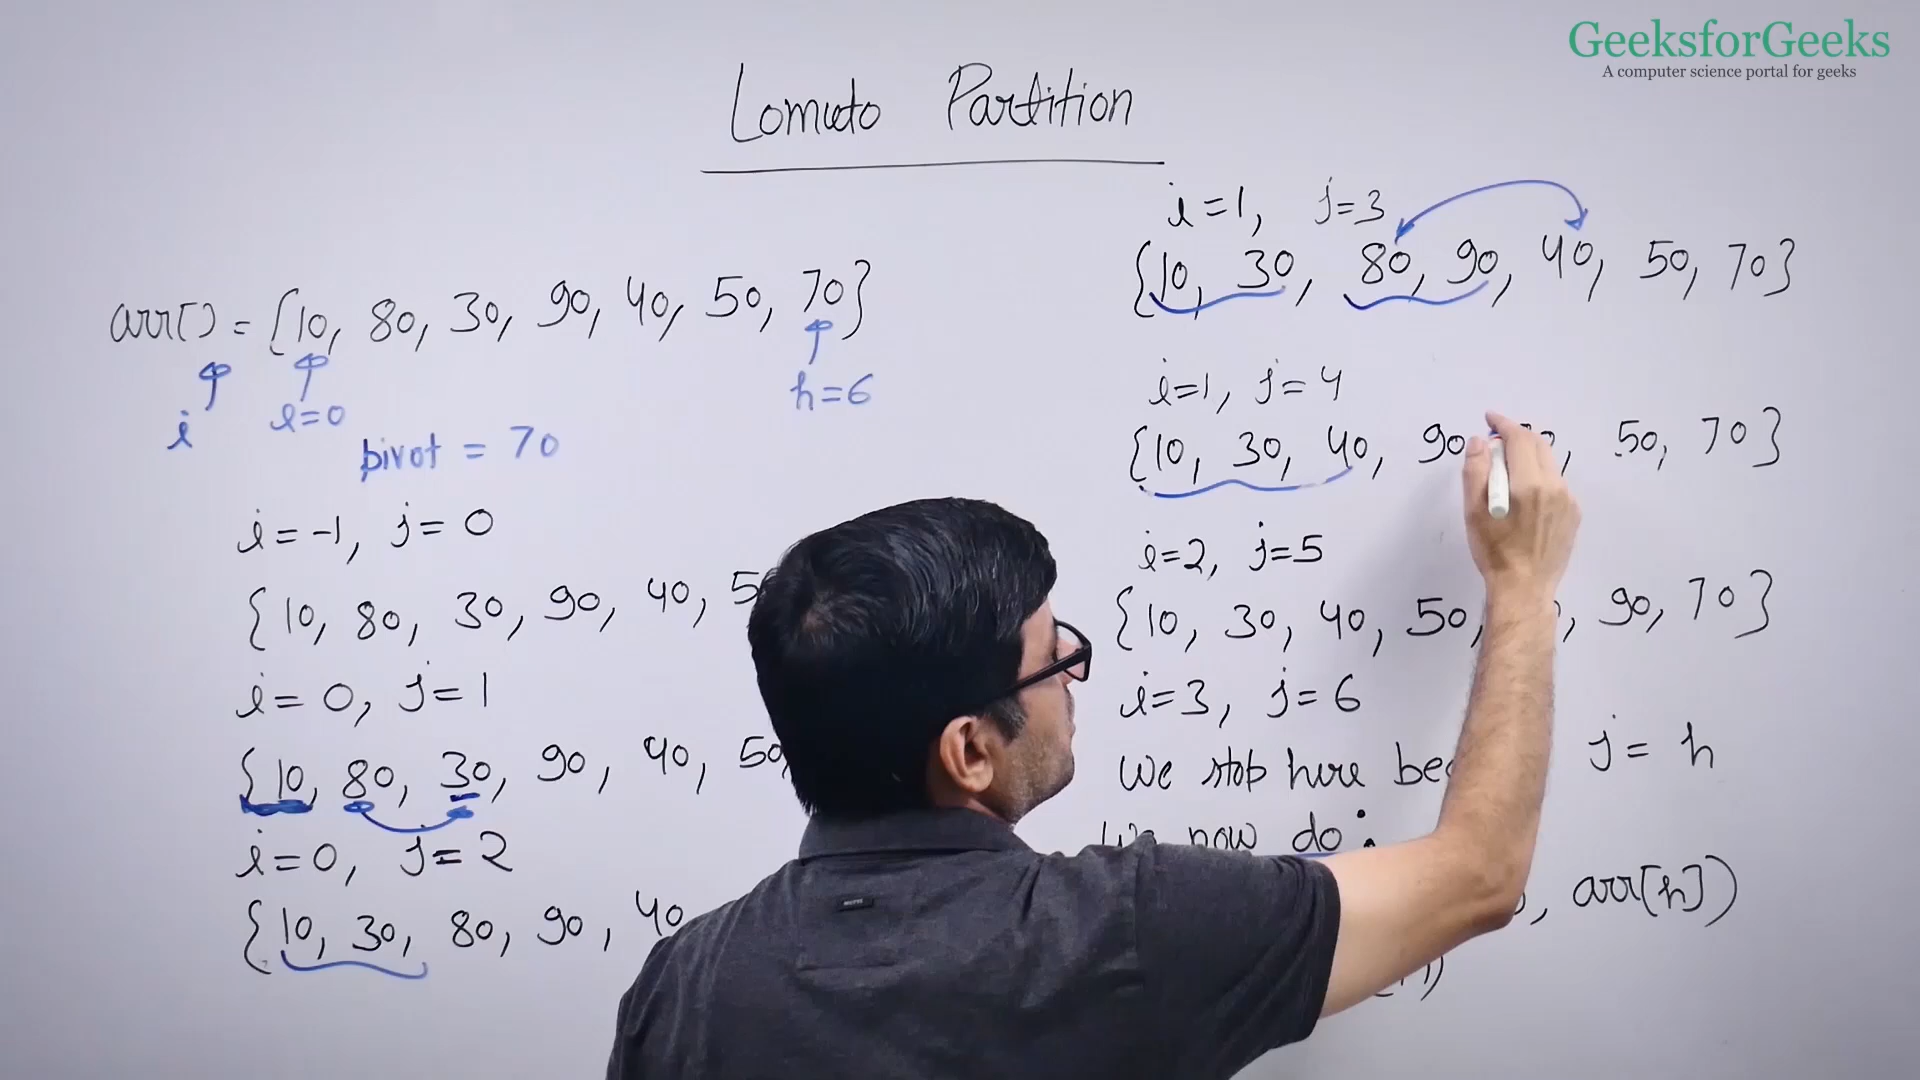 GeeksforGeeks
A computer science portal for geeks
Lomuto Partition
arr[] = {10, 80, 30, 90, 40, 50, 70}
i l=0 h=6
pivot = 70
i=-1, j=0
{10, 80, 30, 90, 40,
i=0, j=1
{10, 80, 30, 90, 40, 50,
i=0, j=2
{10, 30, 80, 90, 40
i=1, j=3
{10, 30, 80, 90, 40, 50, 70}
i=1, j=4
{10, 30, 40, 90 , 50, 70}
i=2, j=5
{10, 30, 40, 50, , 90, 70}
i=3, j=6
We stop here j= h
now do:
, arr[h])